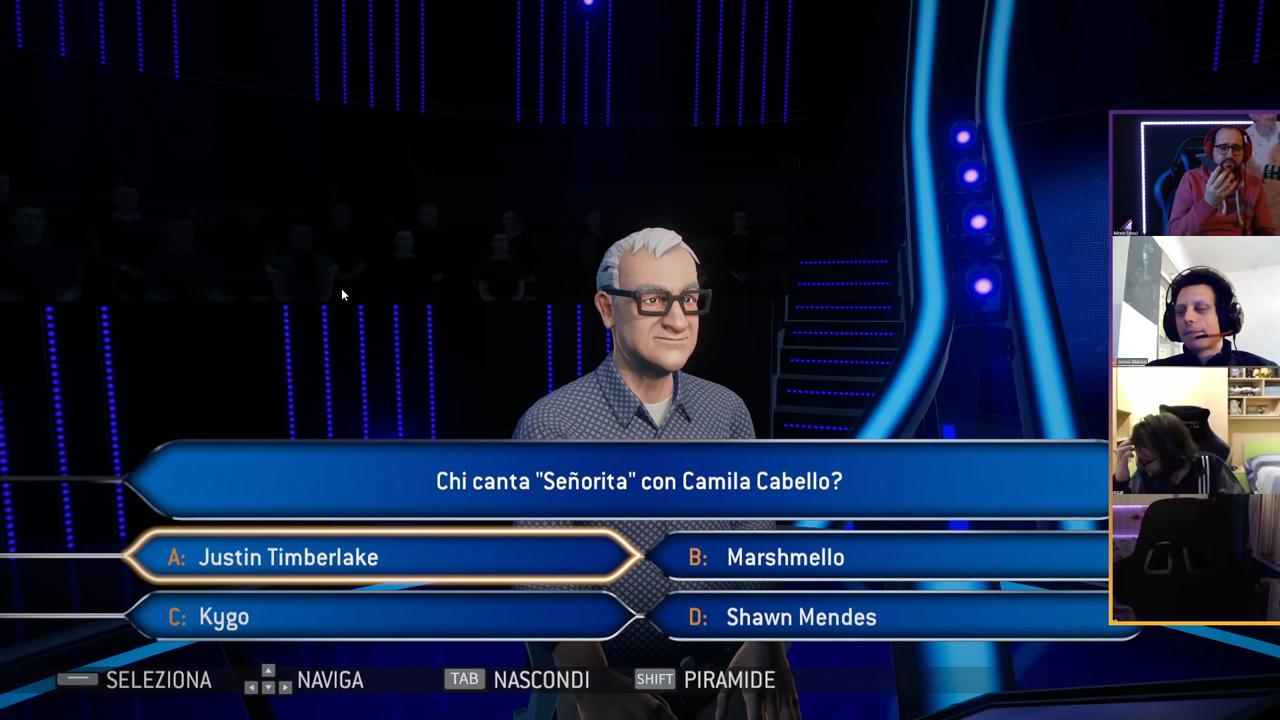 Chi canta "Señorita" con Camila Cabello?
A: Justin Timberlake
B: Marshmello
C: Kygo
D: Shawn Mendes
SELEZIONA
NAVIGA
TAB NASCONDI
SHIFT PIRAMIDE